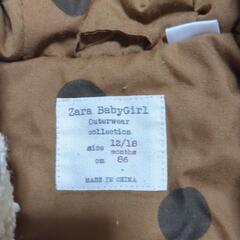 Zara BabyGirl
Outerwear
collection
size 12/18
months
cm 86
MADE IN CHINA